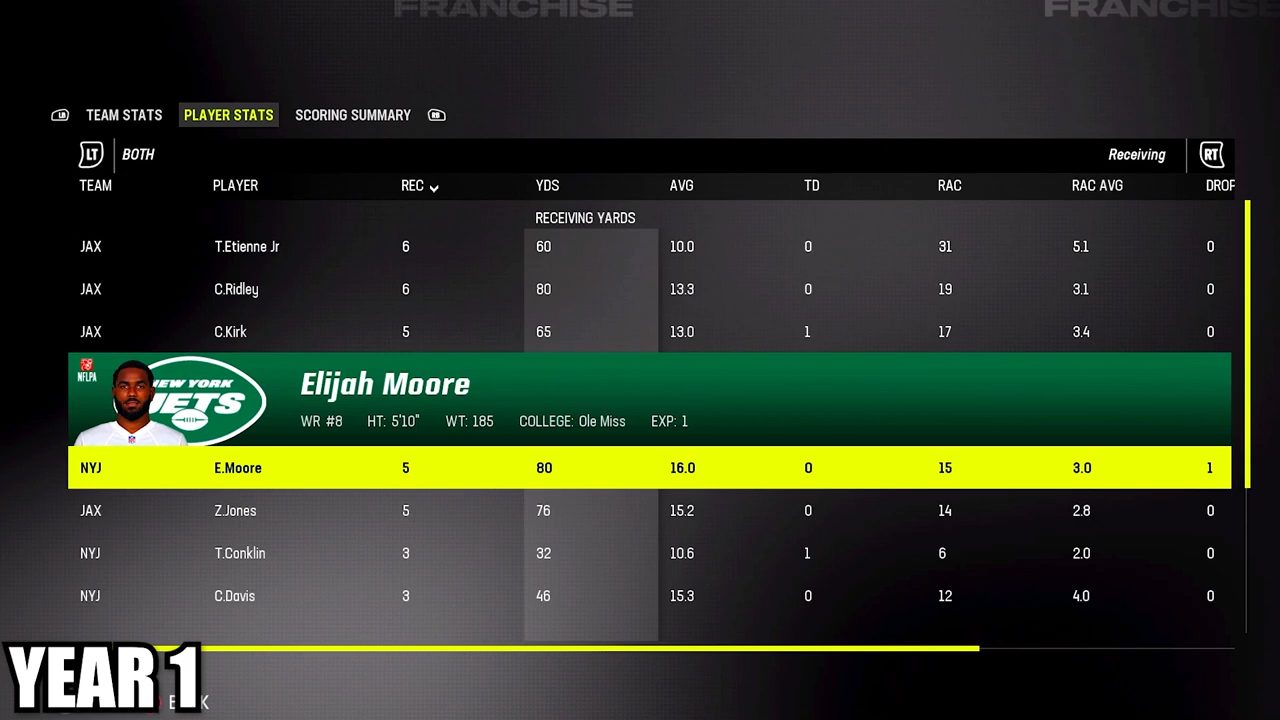 FRANCHISE FRANCHISE
LB TEAM STATS PLAYER STATS SCORING SUMMARY RB
LT BOTH Receiving RT
TEAM PLAYER REC YDS AVG TD RAC RAC AVG DROP
RECEIVING YARDS
JAX T.Etienne Jr 6 60 10.0 0 31 5.1 0
JAX C.Ridley 6 80 13.3 0 19 3.1 0
JAX C.Kirk 5 65 13.0 1 17 3.4 0
NFLPA
NEW YORK
JETS
Elijah Moore
WR #8 HT: 5'10" WT: 185 COLLEGE: Ole Miss EXP: 1
NYJ E.Moore 5 80 16.0 0 15 3.0 1
JAX Z.Jones 5 76 15.2 0 14 2.8 0
NYJ T.Conklin 3 32 10.6 1 6 2.0 0
NYJ C.Davis 3 46 15.3 0 12 4.0 0
YEAR 1